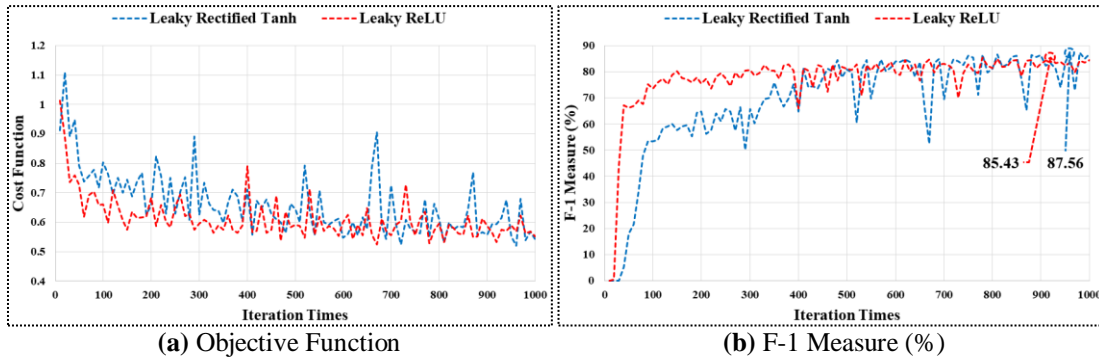 Leaky Rectified Tanh
Leaky ReLU
1.2
1
0.8
0.6
0.4
Cost Function
0.5
0.7
0.9
1.1
0 100 200 300 400 500 600 700 800 900 1000
Iteration Times
(a) Objective Function
Leaky Rectified Tanh
Leaky ReLU
90
80
70
60
50
40
30
20
10
0
F-1 Measure (%)
85.43
87.56
0 100 200 300 400 500 600 700 800 900 1000
Iteration Times
(b) F-1 Measure (%)